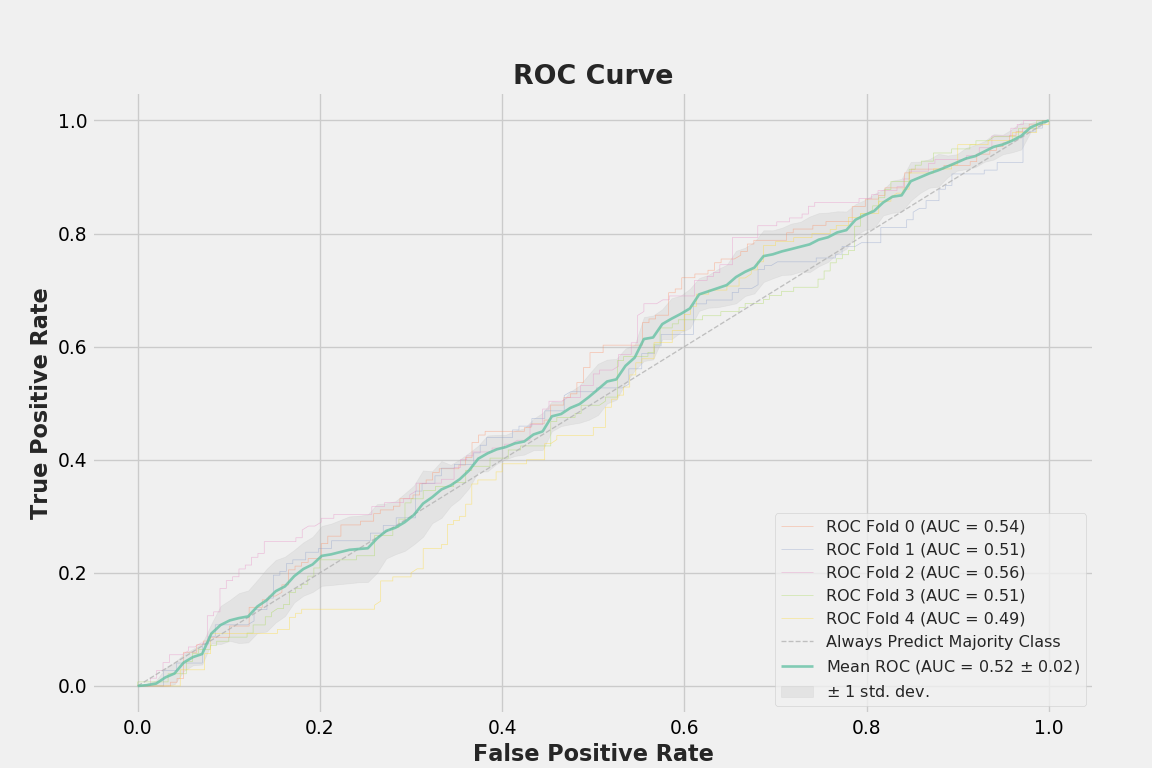 ROC Curve
True Positive Rate
1.0
0.8
0.6
0.4
0.2
0.0
ROC Fold 0 (AUC = 0.54)
ROC Fold 1 (AUC = 0.51)
ROC Fold 2 (AUC = 0.56)
ROC Fold 3 (AUC = 0.51)
ROC Fold 4 (AUC = 0.49)
Always Predict Majority Class
Mean ROC (AUC = 0.52 ± 0.02)
± 1 std. dev.
0.0 0.2 0.4 0.6 0.8 1.0
False Positive Rate